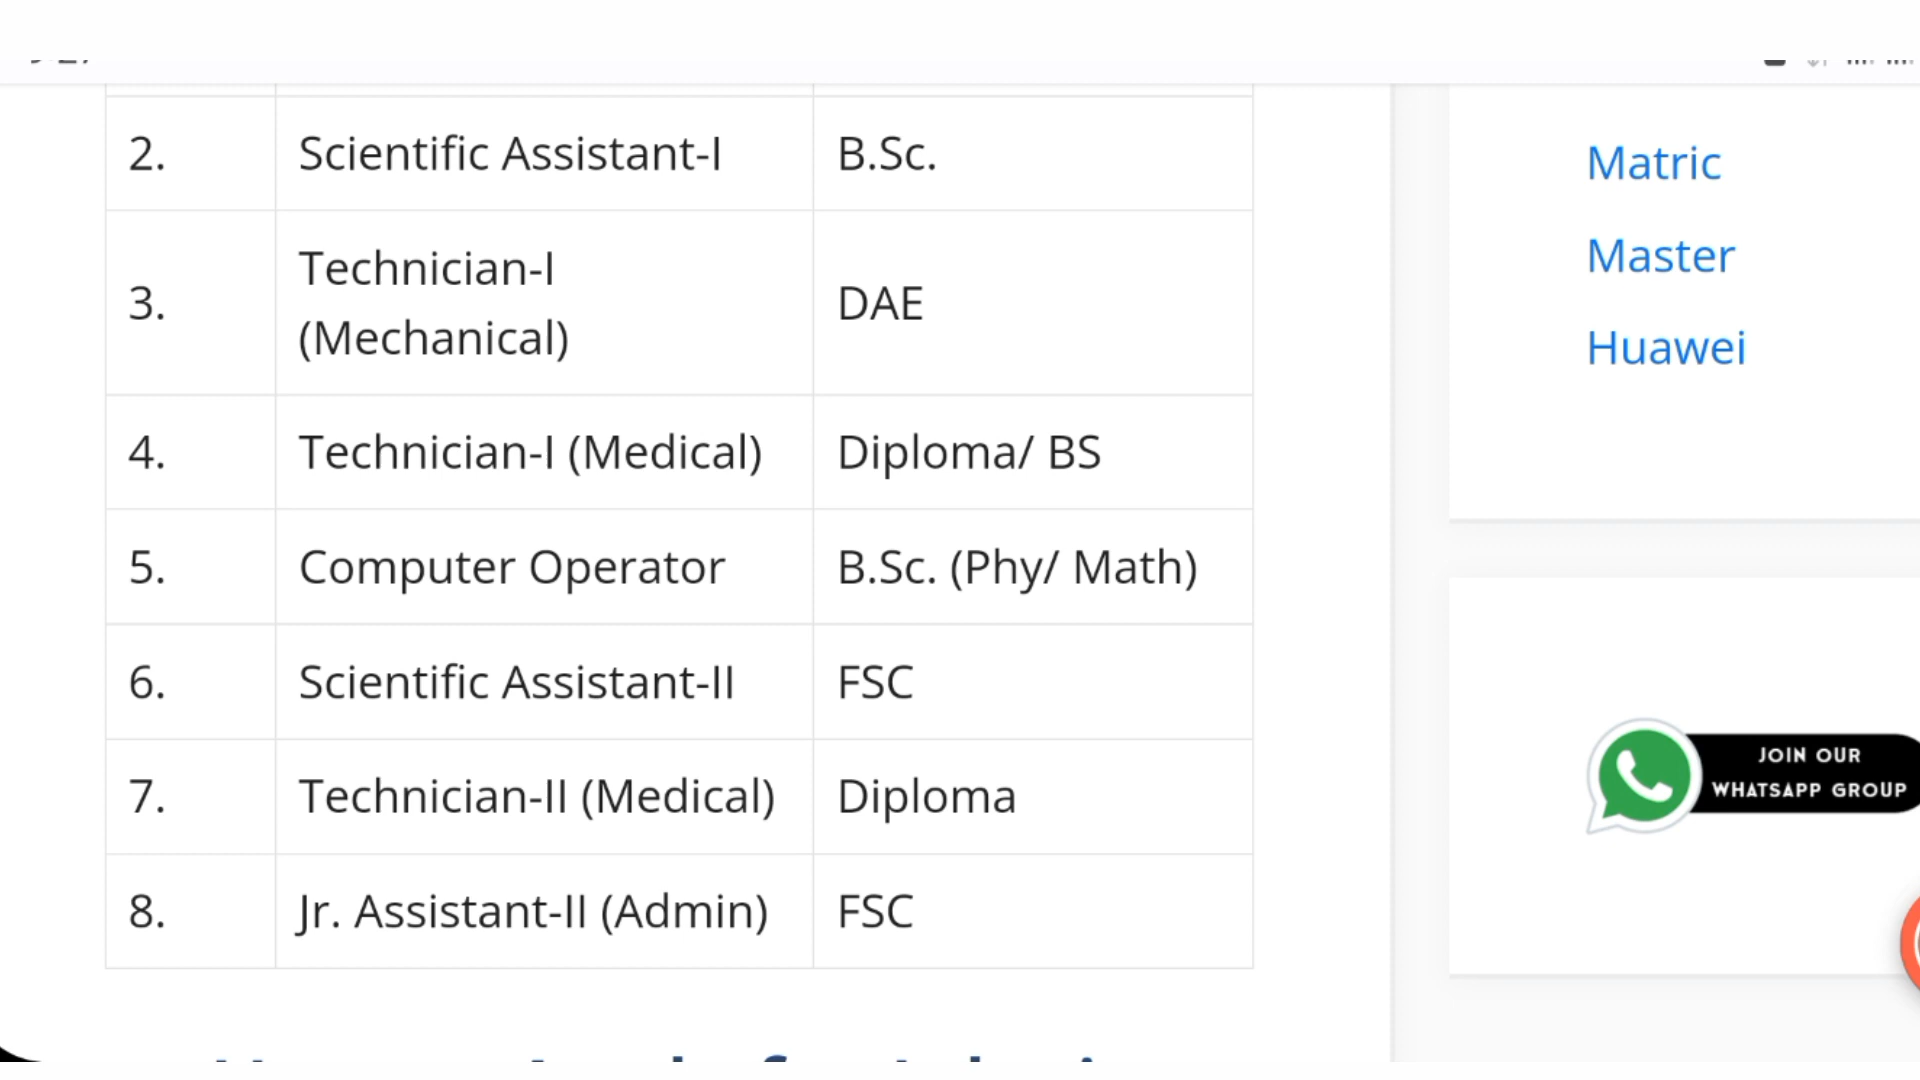 2. Scientific Assistant-I B.Sc.
3. Technician-I (Mechanical) DAE
4. Technician-I (Medical) Diploma/ BS
5. Computer Operator B.Sc. (Phy/ Math)
6. Scientific Assistant-II FSC
7. Technician-II (Medical) Diploma
8. Jr. Assistant-II (Admin) FSC
Matric
Master
Huawei
JOIN OUR
WHATSAPP GROUP